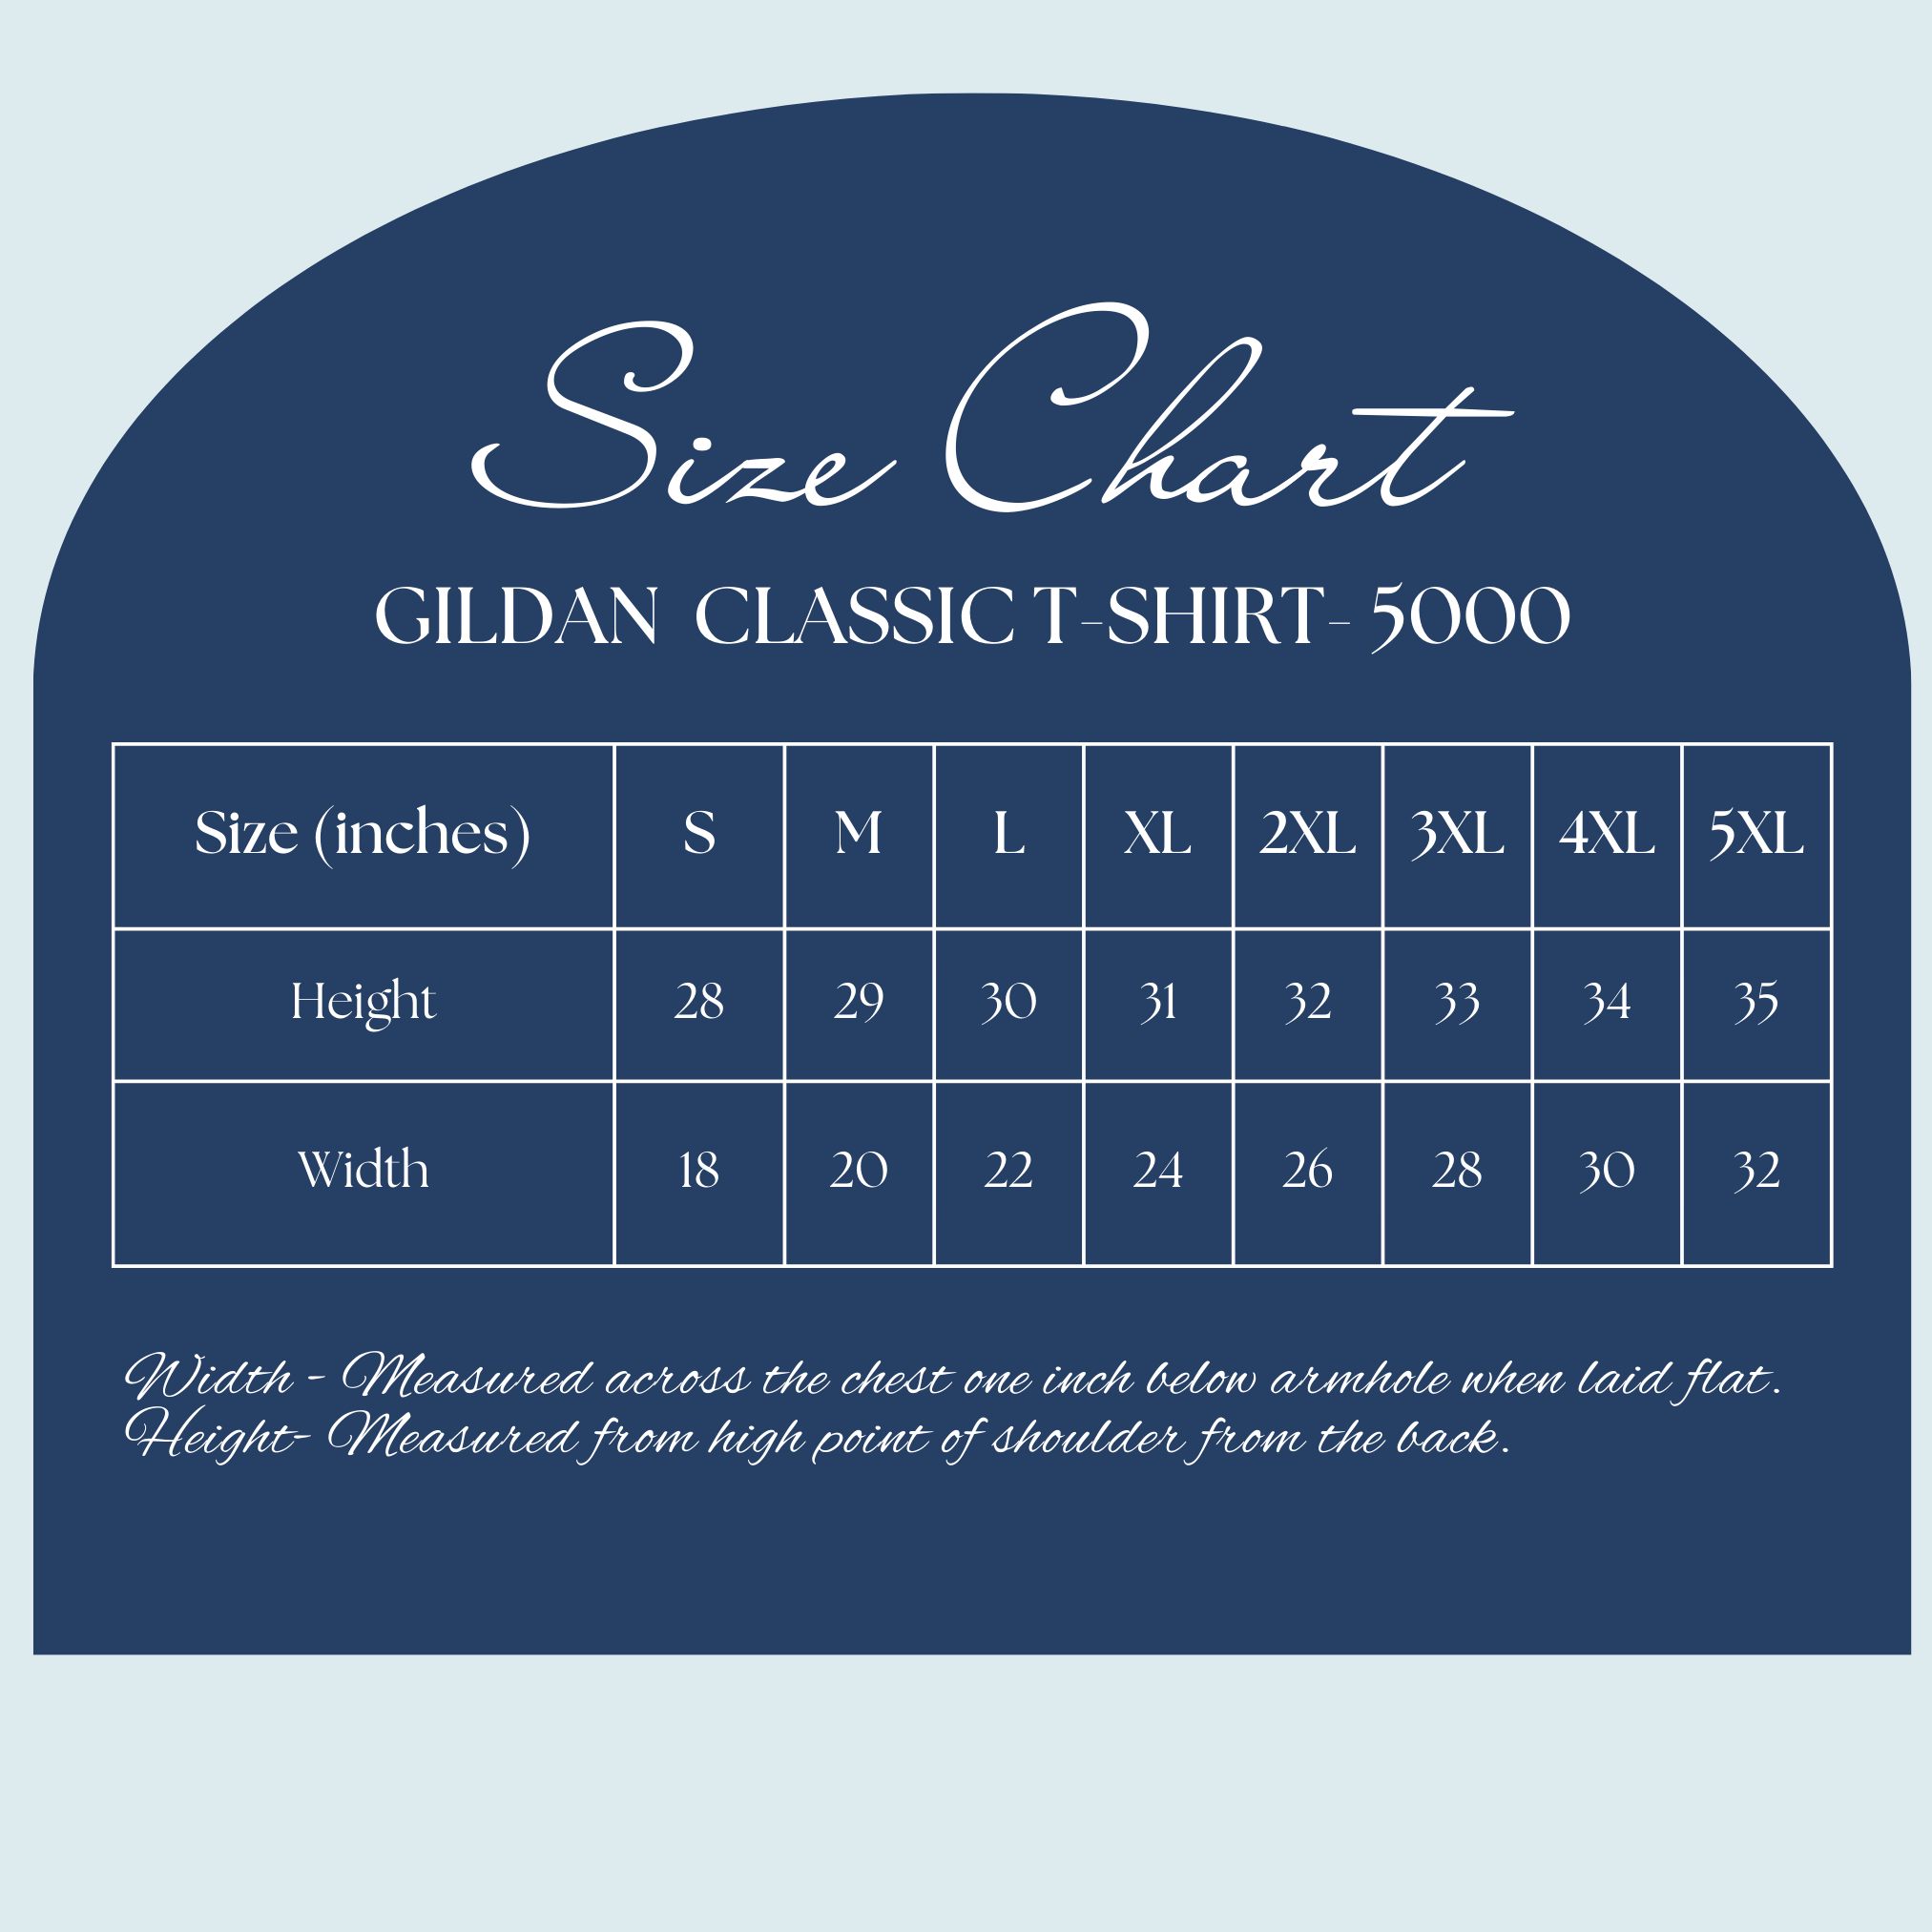 Size Chart
GILDAN CLASSIC T-SHIRT- 5000
Size (inches) S M L XL 2XL 3XL 4XL 5XL
Height 28 29 30 31 32 33 34 35
Width 18 20 22 24 26 28 30 32
Width - Measured across the chest one inch below armhole when laid flat.
Height- Measured from high point of shoulder from the back.